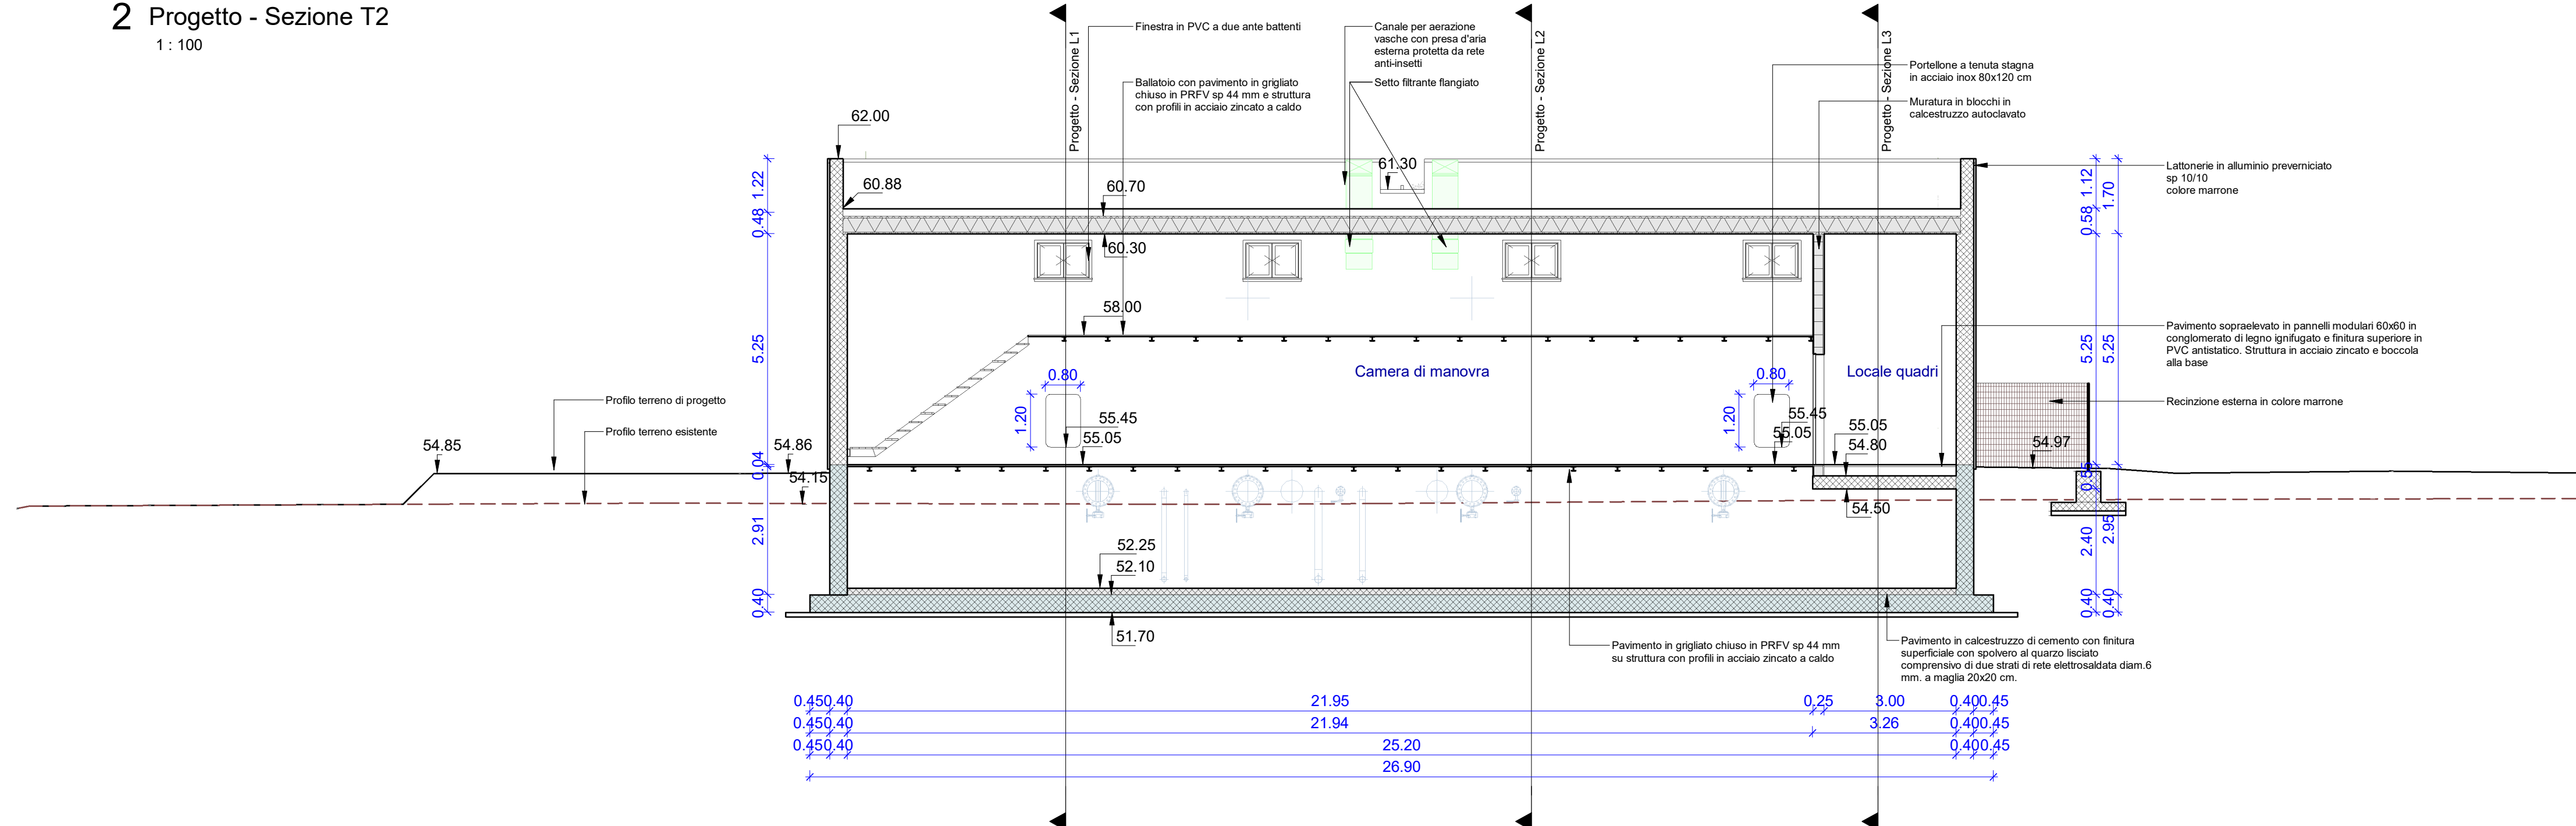 2 Progetto - Sezione T2
1 : 100
Progetto - Sezione L1
Progetto - Sezione L2
Progetto - Sezione L3
Finestra in PVC a due ante battenti
Ballatoio con pavimento in grigliato
chiuso in PRFV sp 44 mm e struttura
con profili in acciaio zincato a caldo
Canale per aerazione
vasche con presa d'aria
esterna protetta da rete
anti-insetti
Setto filtrante flangiato
Portellone a tenuta stagna
in acciaio inox 80x120 cm
Muratura in blocchi in
calcestruzzo autoclavato
Lattonerie in alluminio preverniciato
sp 10/10
colore marrone
62.00
60.88
60.70
61.30
60.30
58.00
1.22
0.48
5.25
0.04
2.91
0.40
1.12
1.70
0.58
5.25
5.25
0.55
2.40
2.95
0.40
0.40
Pavimento sopraelevato in pannelli modulari 60x60 in
conglomerato di legno ignifugato e finitura superiore in
PVC antistatico. Struttura in acciaio zincato e boccola
alla base
Camera di manovra
Locale quadri
0.80
1.20
0.80
1.20
Recinzione esterna in colore marrone
Profilo terreno di progetto
Profilo terreno esistente
54.85
54.86
54.15
55.45
55.05
55.45
55.05
55.05
54.80
54.97
54.50
52.25
52.10
51.70
Pavimento in grigliato chiuso in PRFV sp 44 mm
su struttura con profili in acciaio zincato a caldo
Pavimento in calcestruzzo di cemento con finitura
superficiale con spolvero al quarzo lisciato
comprensivo di due strati di rete elettrosaldata diam.6
mm. a maglia 20x20 cm.
0.45 0.40 21.95 0.25 3.00 0.40 0.45
0.45 0.40 21.94 3.26 0.40 0.45
0.45 0.40 25.20 0.40 0.45
26.90